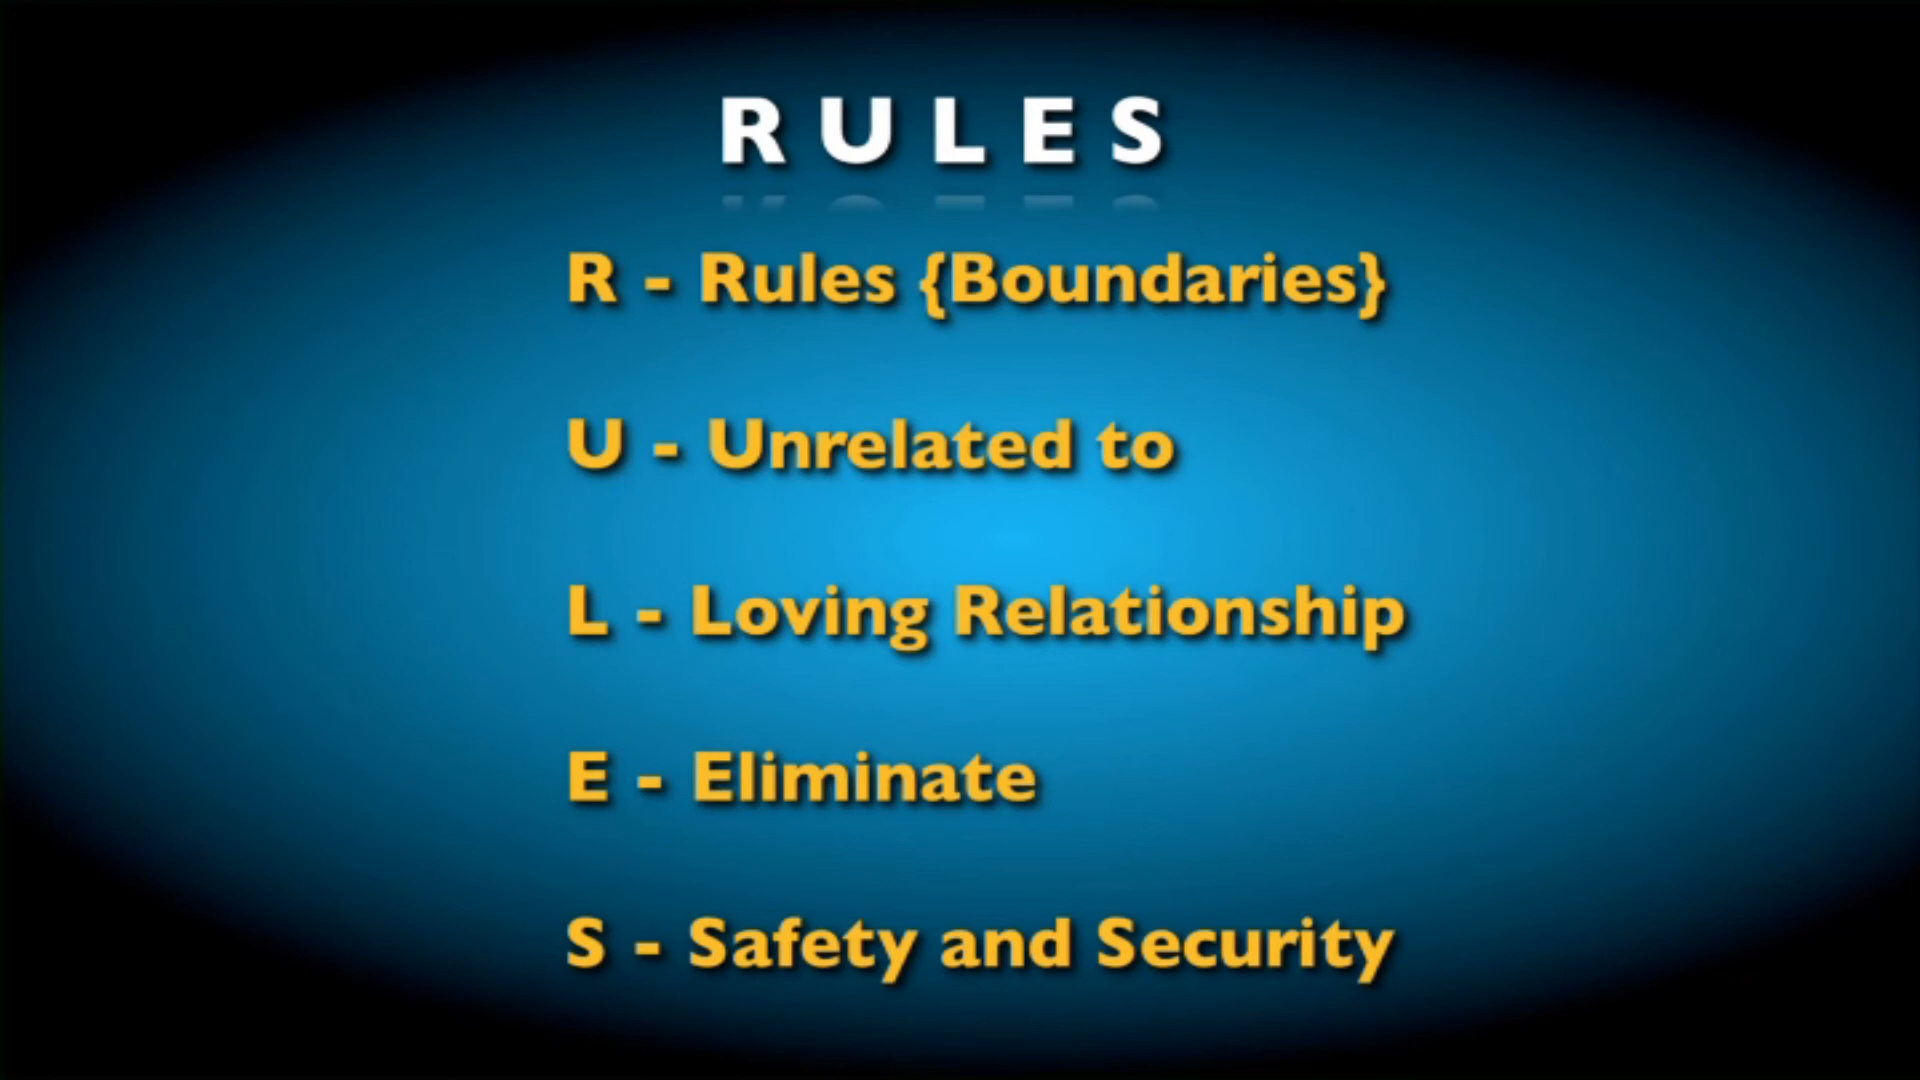 RULES
R - Rules {Boundaries}
U - Unrelated to
L - Loving Relationship
E - Eliminate
S - Safety and Security